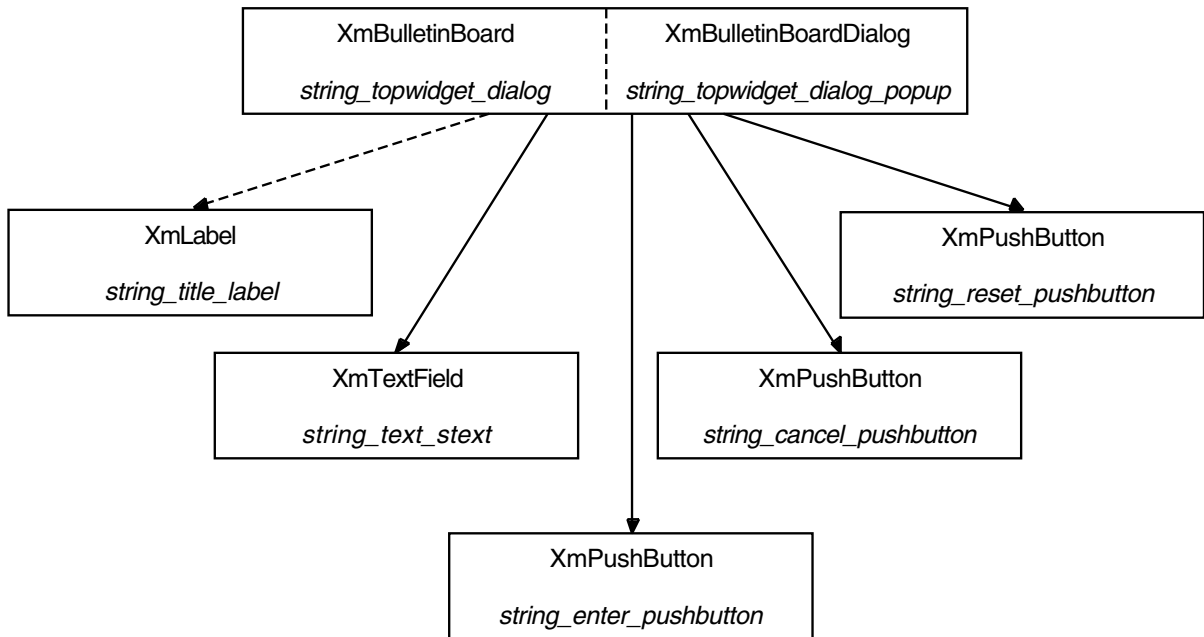 XmBulletinBoard
string_topwidget_dialog
XmBulletinBoardDialog
string_topwidget_dialog_popup
XmLabel
string_title_label
XmPushButton
string_reset_pushbutton
XmTextField
string_text_stext
XmPushButton
string_cancel_pushbutton
XmPushButton
string_enter_pushbutton